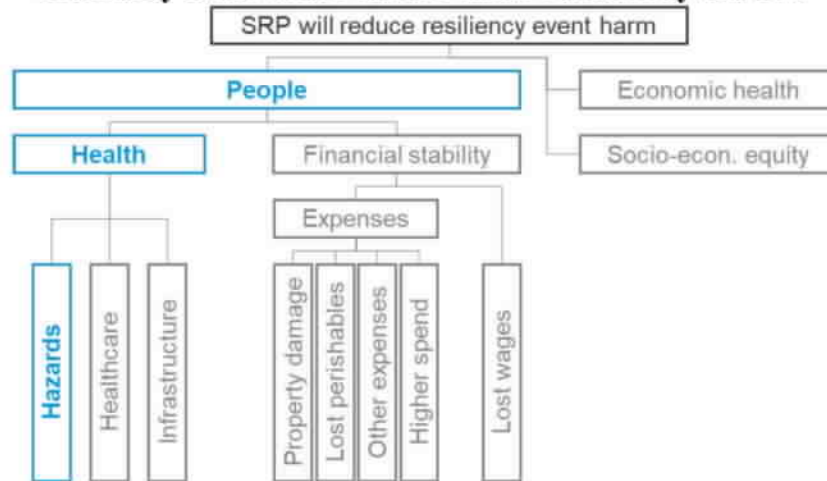 SRP will reduce resiliency event harm
People
Economic health
Health
Financial stability
Socio-econ. equity
Expenses
Hazards
Healthcare
Infrastructure
Property damage
Lost perishables
Other expenses
Higher spend
Lost wages